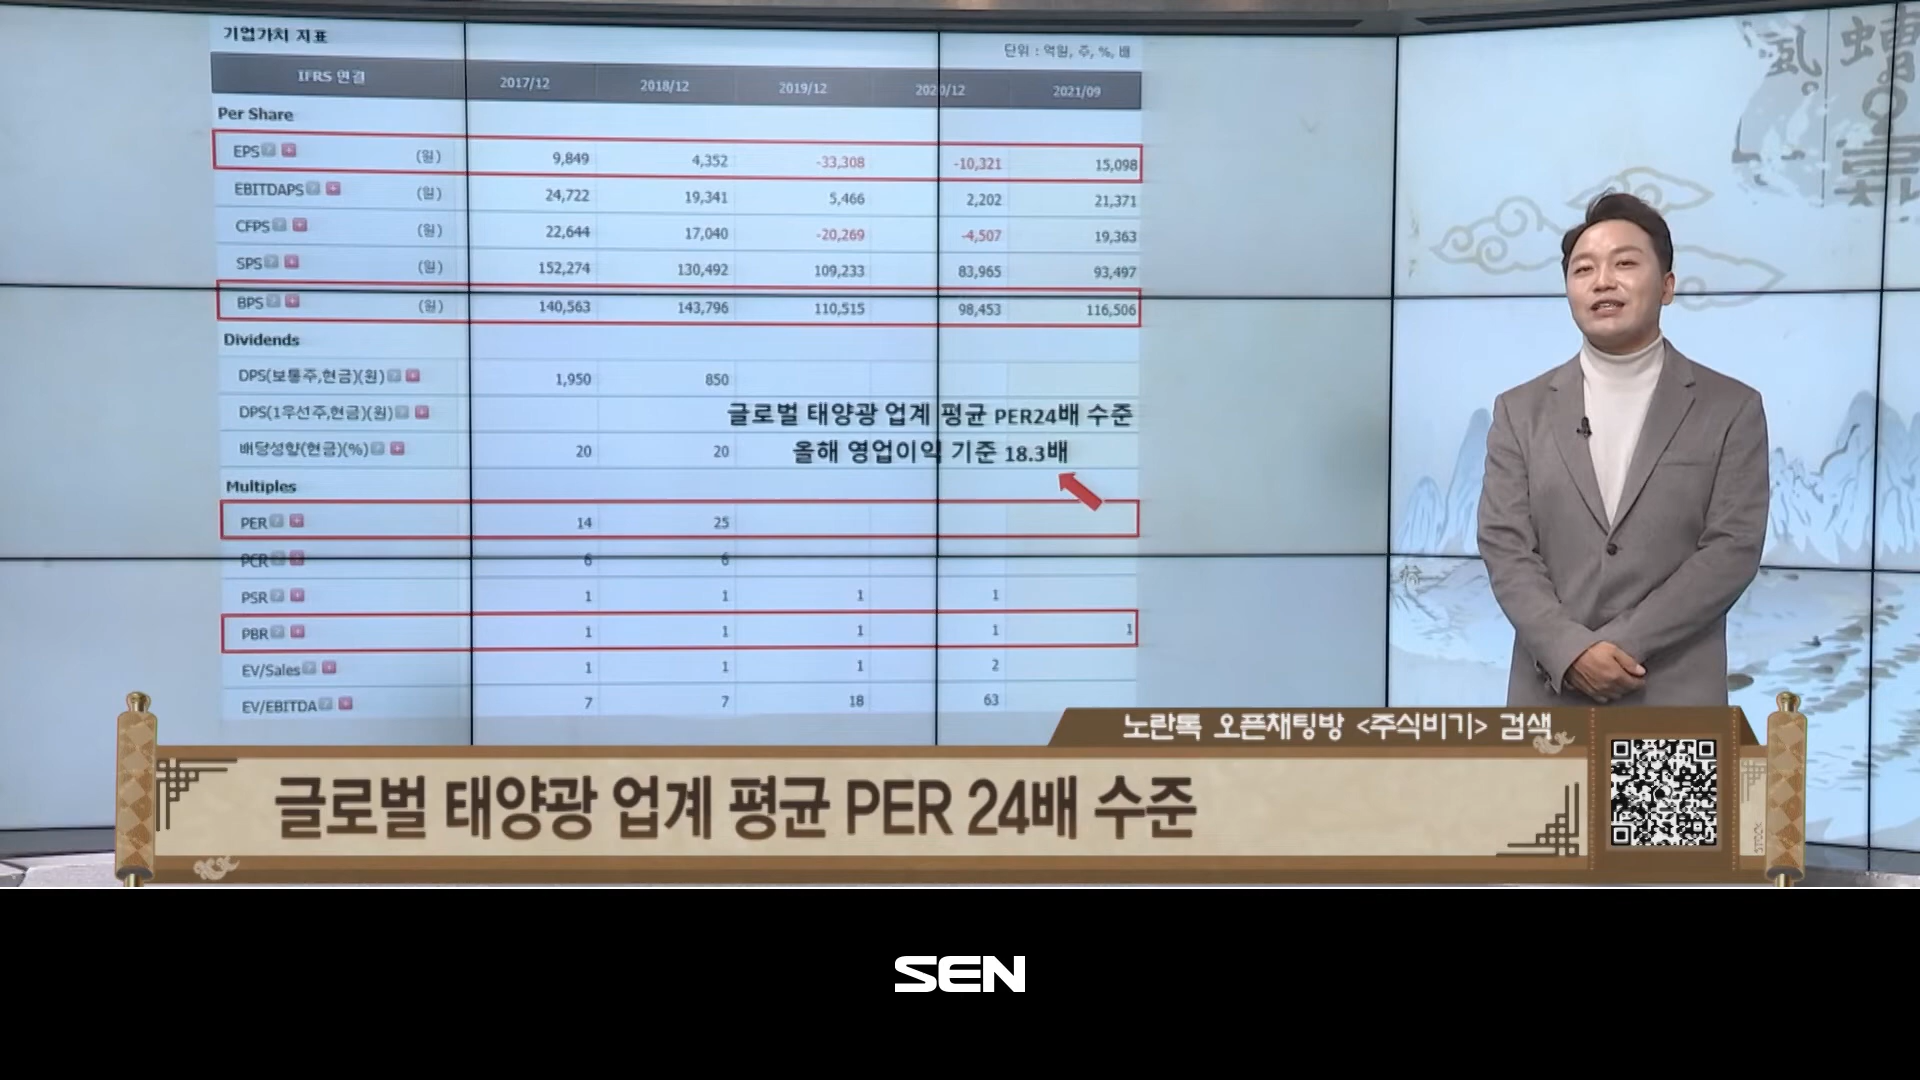 기업가치 지표
단위 : 억원, 주, %, 배
IFRS 연결 2017/12 2018/12 2019/12 2020/12 2021/09
Per Share
EPS (원) 9,849 4,352 -33,308 -10,321 15,098
EBITDAPS (원) 24,722 19,341 5,466 2,202 21,371
CFPS (원) 22,644 17,040 -20,269 -4,507 19,363
SPS (원) 152,274 130,492 109,233 83,965 93,497
BPS (원) 140,563 143,796 110,515 98,453 116,506
Dividends
DPS(보통주,현금)(원) 1,950 850
DPS(1우선주,현금)(원)
글로벌 태양광 업계 평균 PER24배 수준
배당성향(현금)(%) 20 20
올해 영업이익 기준 18.3배
Multiples
PER 14 25
PCR 6 6
PSR 1 1 1 1
PBR 1 1 1 1 1
EV/Sales 1 1 1 2
EV/EBITDA 7 7 18 63
노란톡 오픈채팅방 <주식비기> 검색
글로벌 태양광 업계 평균 PER 24배 수준
STOCK
SEN